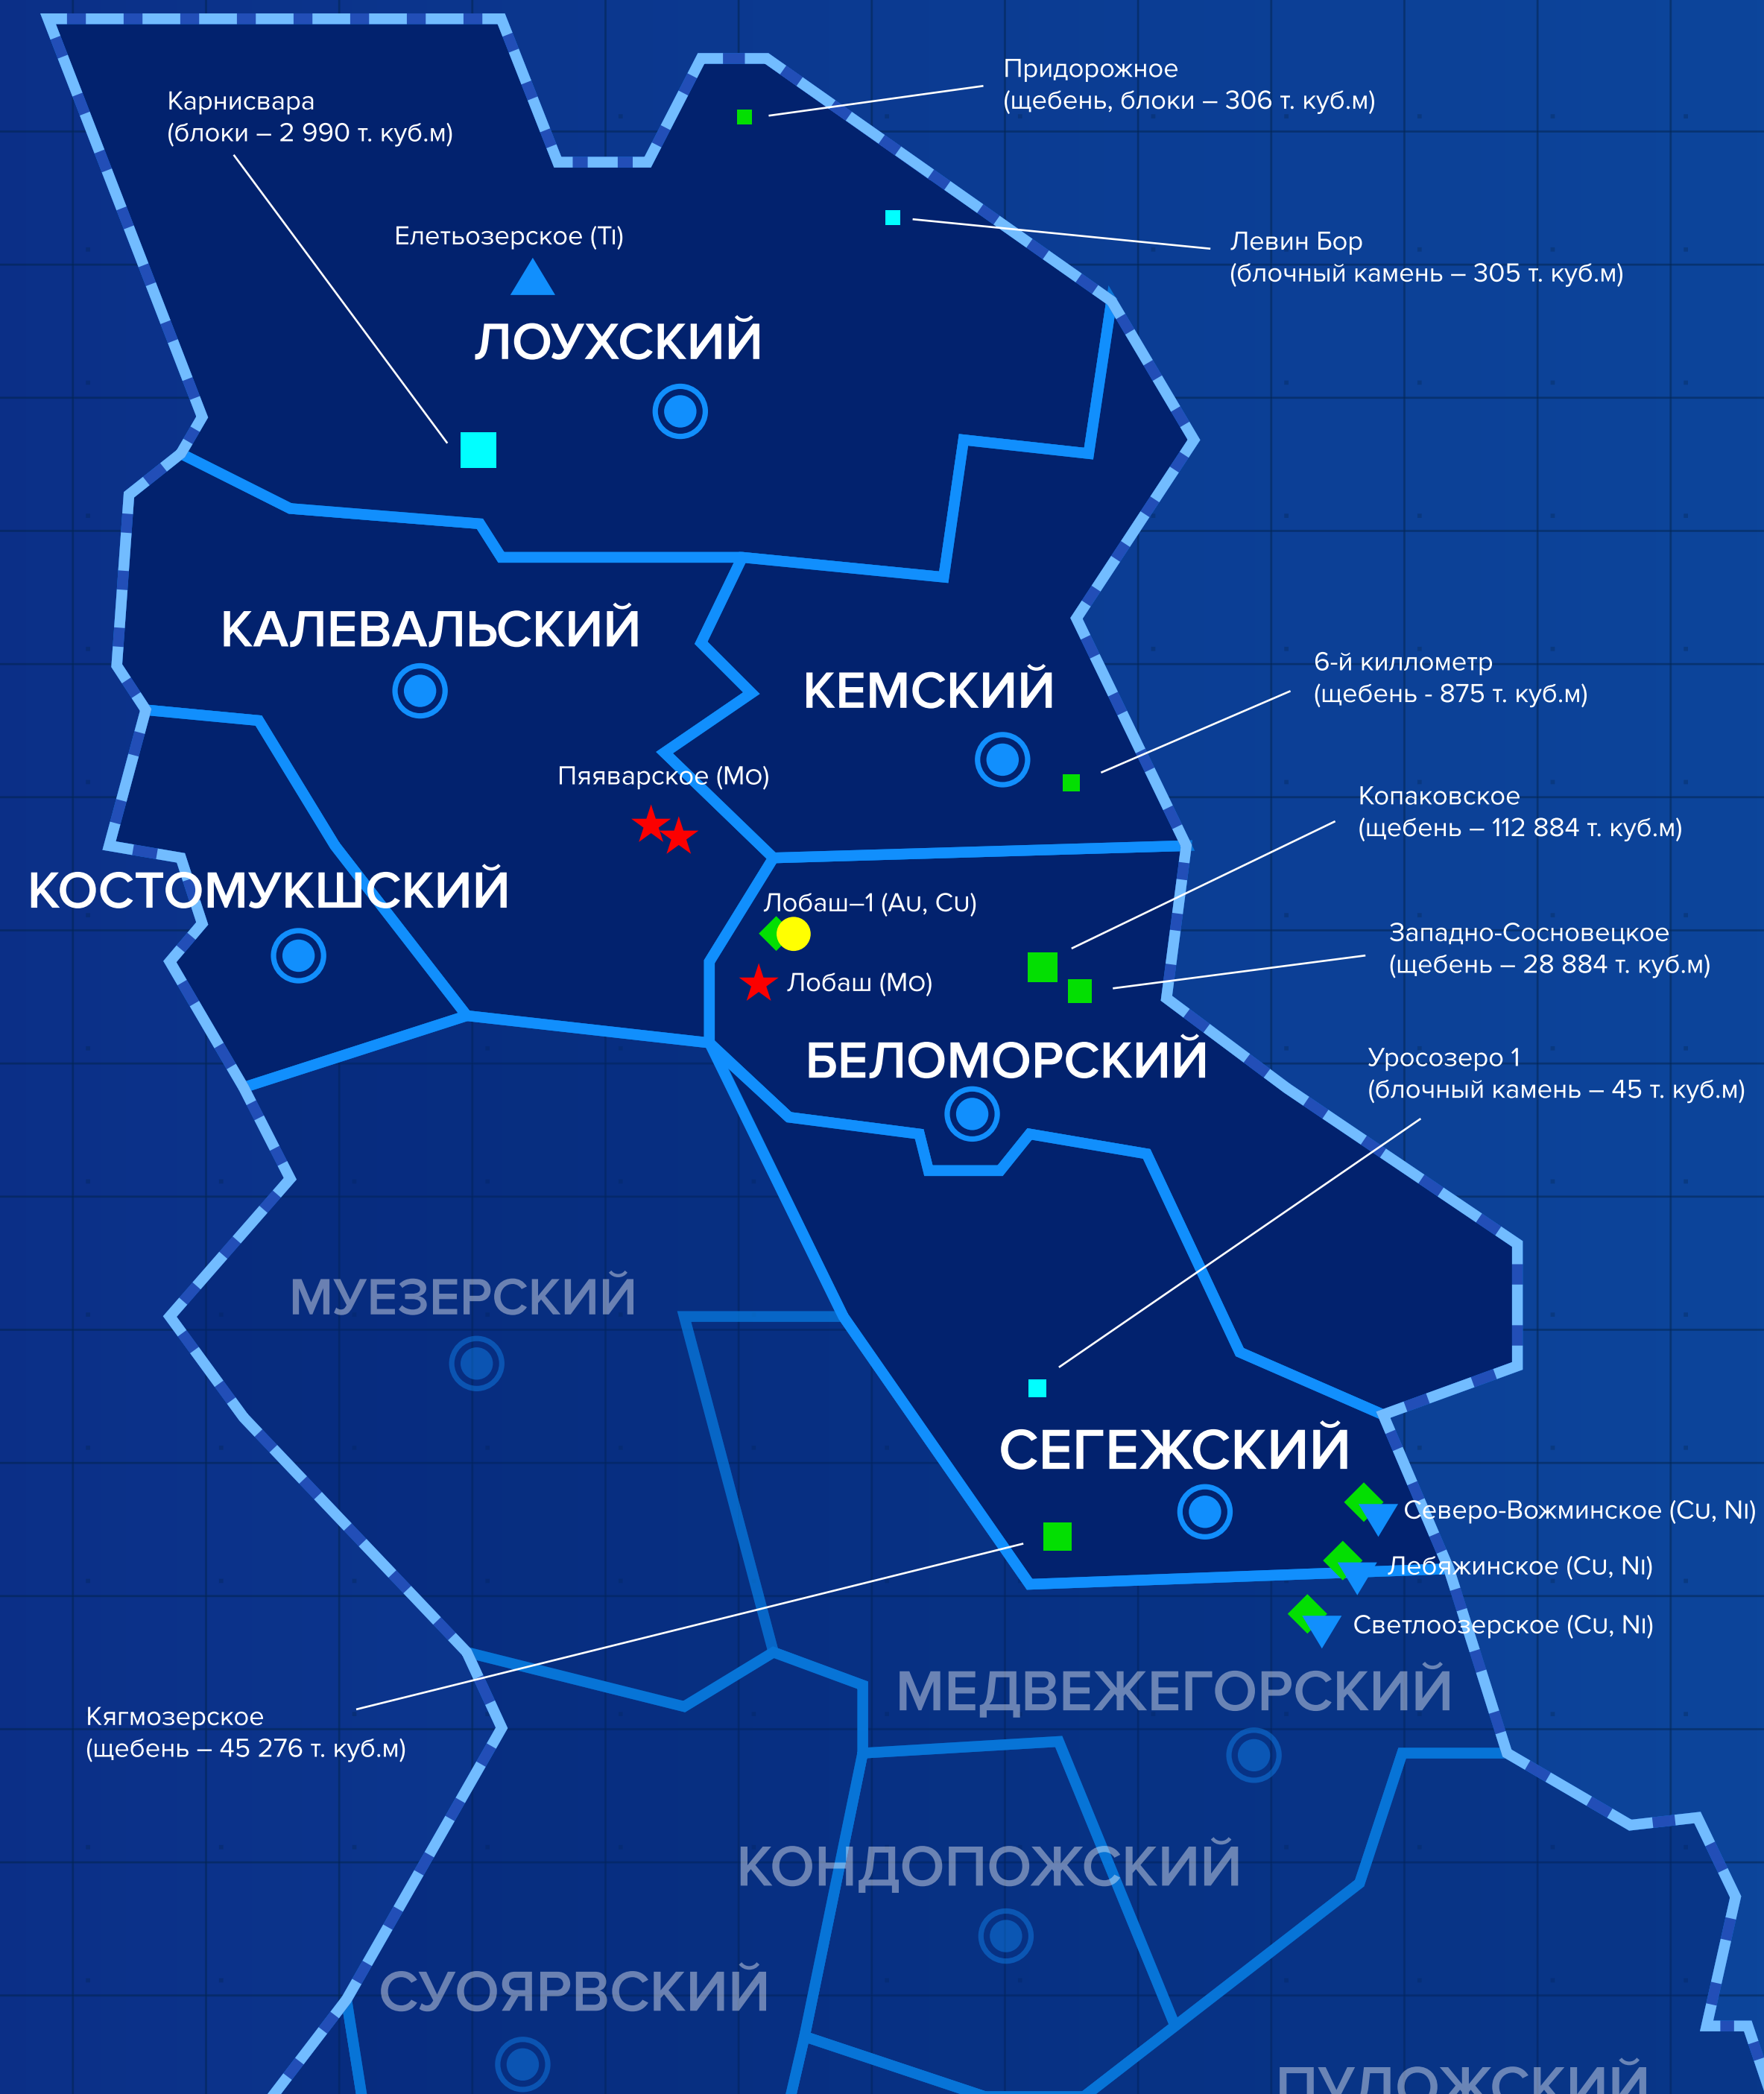 Придорожное
(щебень, блоки – 306 т. куб.м)
Карнисвара
(блоки – 2 990 т. куб.м)
Елетьозерское (Ti)
Левин Бор
(блочный камень – 305 т. куб.м)
ЛОУХСКИЙ
КАЛЕВАЛЬСКИЙ
КЕМСКИЙ
6-й киллометр
(щебень - 875 т. куб.м)
Пяяварское (Mo)
Копаковское
(щебень – 112 884 т. куб.м)
КОСТОМУКШСКИЙ
Лобаш–1 (Au, Cu)
Западно-Сосновецкое
(щебень – 28 884 т. куб.м)
Лобаш (Mo)
БЕЛОМОРСКИЙ
Уросозеро 1
(блочный камень – 45 т. куб.м)
МУЕЗЕРСКИЙ
СЕГЕЖСКИЙ
Северо-Вожминское (Cu, Ni)
Лебяжинское (Cu, Ni)
Светлоозерское (Cu, Ni)
МЕДВЕЖЕГОРСКИЙ
Кягмозерское
(щебень – 45 276 т. куб.м)
КОНДОПОЖСКИЙ
СУОЯРВСКИЙ
ПУДОЖСКИЙ